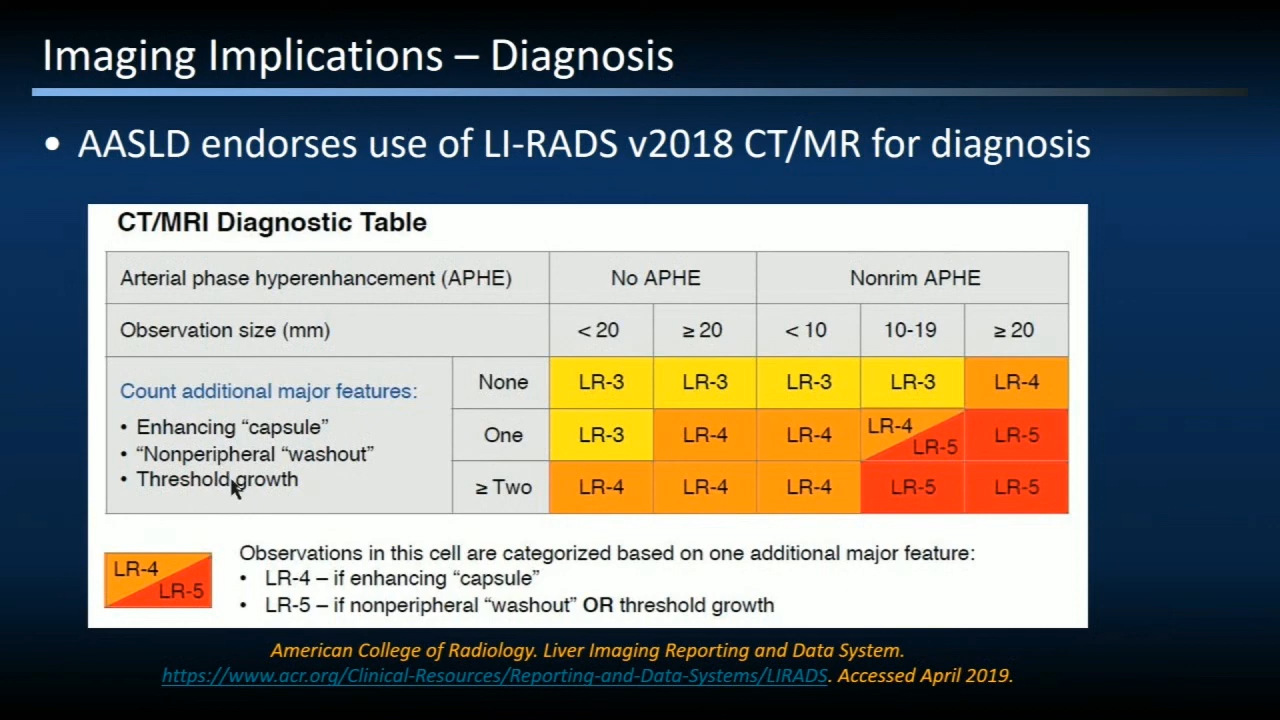 Imaging Implications – Diagnosis
• AASLD endorses use of LI-RADS v2018 CT/MR for diagnosis
CT/MRI Diagnostic Table
Arterial phase hyperenhancement (APHE) No APHE Nonrim APHE
Observation size (mm) < 20 ≥ 20 < 10 10-19 ≥ 20
Count additional major features:
• Enhancing “capsule”
• “Nonperipheral “washout”
• Threshold growth
None LR-3 LR-3 LR-3 LR-3 LR-4
One LR-3 LR-4 LR-4 LR-4 LR-5 LR-5
≥ Two LR-4 LR-4 LR-4 LR-5 LR-5
LR-4
LR-5
Observations in this cell are categorized based on one additional major feature:
• LR-4 – if enhancing “capsule”
• LR-5 – if nonperipheral “washout” OR threshold growth
American College of Radiology. Liver Imaging Reporting and Data System.
https://www.acr.org/Clinical-Resources/Reporting-and-Data-Systems/LIRADS. Accessed April 2019.